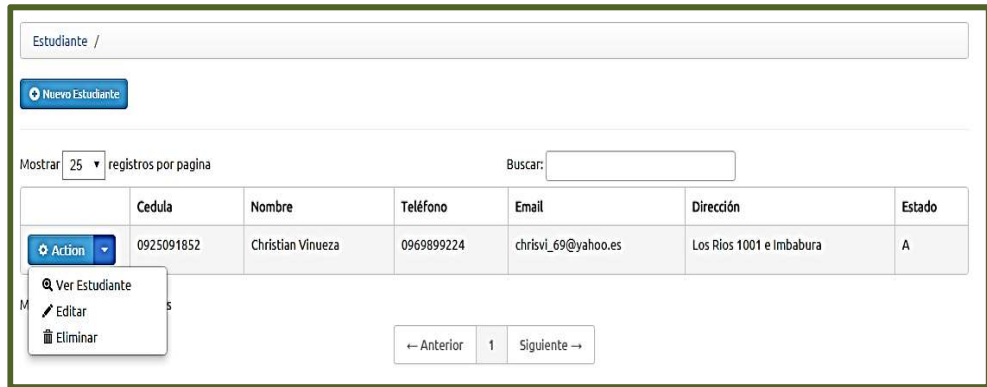 Estudiante /
Nuevo Estudiante
Mostrar 25 registros por pagina
Buscar:
Cedula Nombre Teléfono Email Dirección Estado
Action 0925091852 Christian Vinueza 0969899224 chrisvi_69@yahoo.es Los Rios 1001 e Imbabura A
Ver Estudiante
Editar
Eliminar
← Anterior 1 Siguiente →